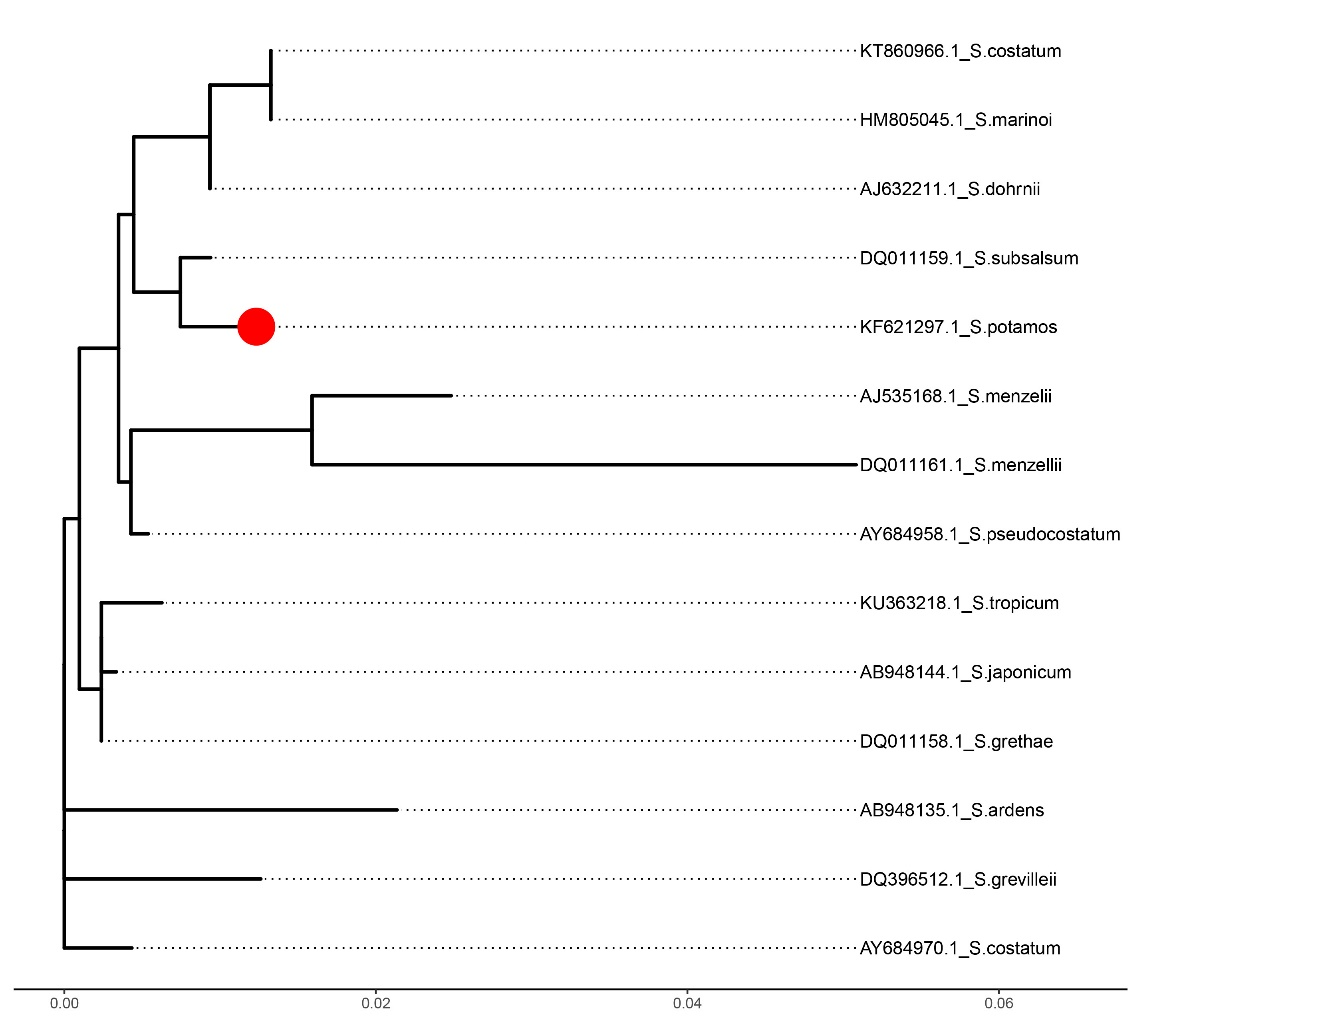 KT860966.1_S.costatum
HM805045.1_S.marinoi
AJ632211.1_S.dohrnii
DQ011159.1_S.subsalsum
KF621297.1_S.potamos
AJ535168.1_S.menzelii
DQ011161.1_S.menzellii
AY684958.1_S.pseudocostatum
KU363218.1_S.tropicum
AB948144.1_S.japonicum
DQ011158.1_S.grethae
AB948135.1_S.ardens
DQ396512.1_S.grevilleii
AY684970.1_S.costatum
0.00 0.02 0.04 0.06